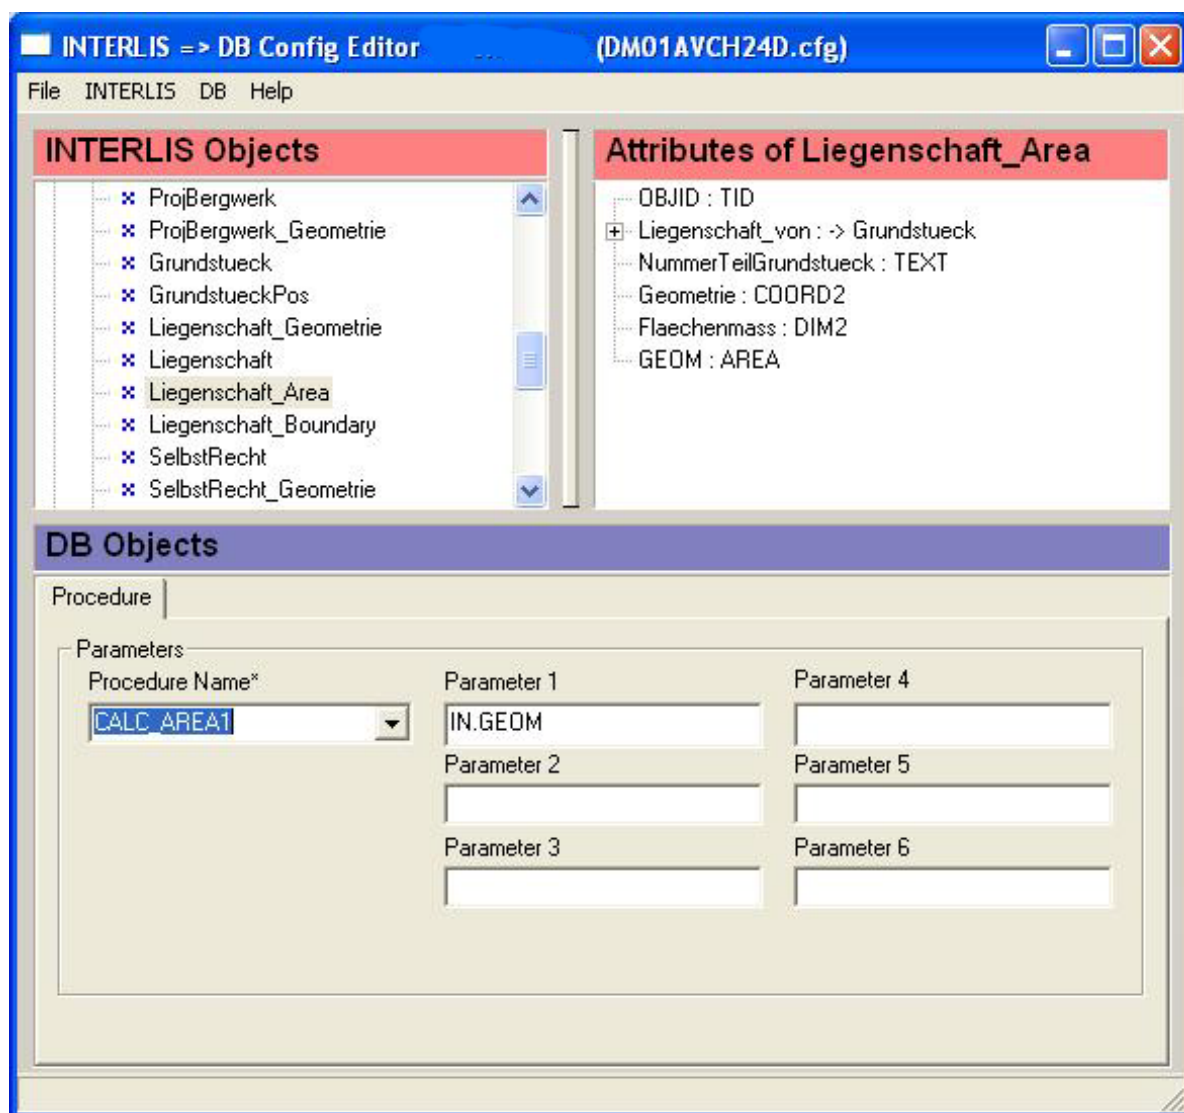 INTERLIS => DB Config Editor (DM01AVCH24D.cfg)
File INTERLIS DB Help
INTERLIS Objects
ProjBergwerk
ProjBergwerk_Geometrie
Grundstueck
GrundstueckPos
Liegenschaft_Geometrie
Liegenschaft
Liegenschaft_Area
Liegenschaft_Boundary
SelbstRecht
SelbstRecht_Geometrie
Attributes of Liegenschaft_Area
OBJID : TID
Liegenschaft_von : -> Grundstueck
NummerTeilGrundstueck : TEXT
Geometrie : COORD2
Flaechenmass : DIM2
GEOM : AREA
DB Objects
Procedure
Parameters
Procedure Name*
CALC_AREA1
Parameter 1
IN.GEOM
Parameter 2
Parameter 3
Parameter 4
Parameter 5
Parameter 6